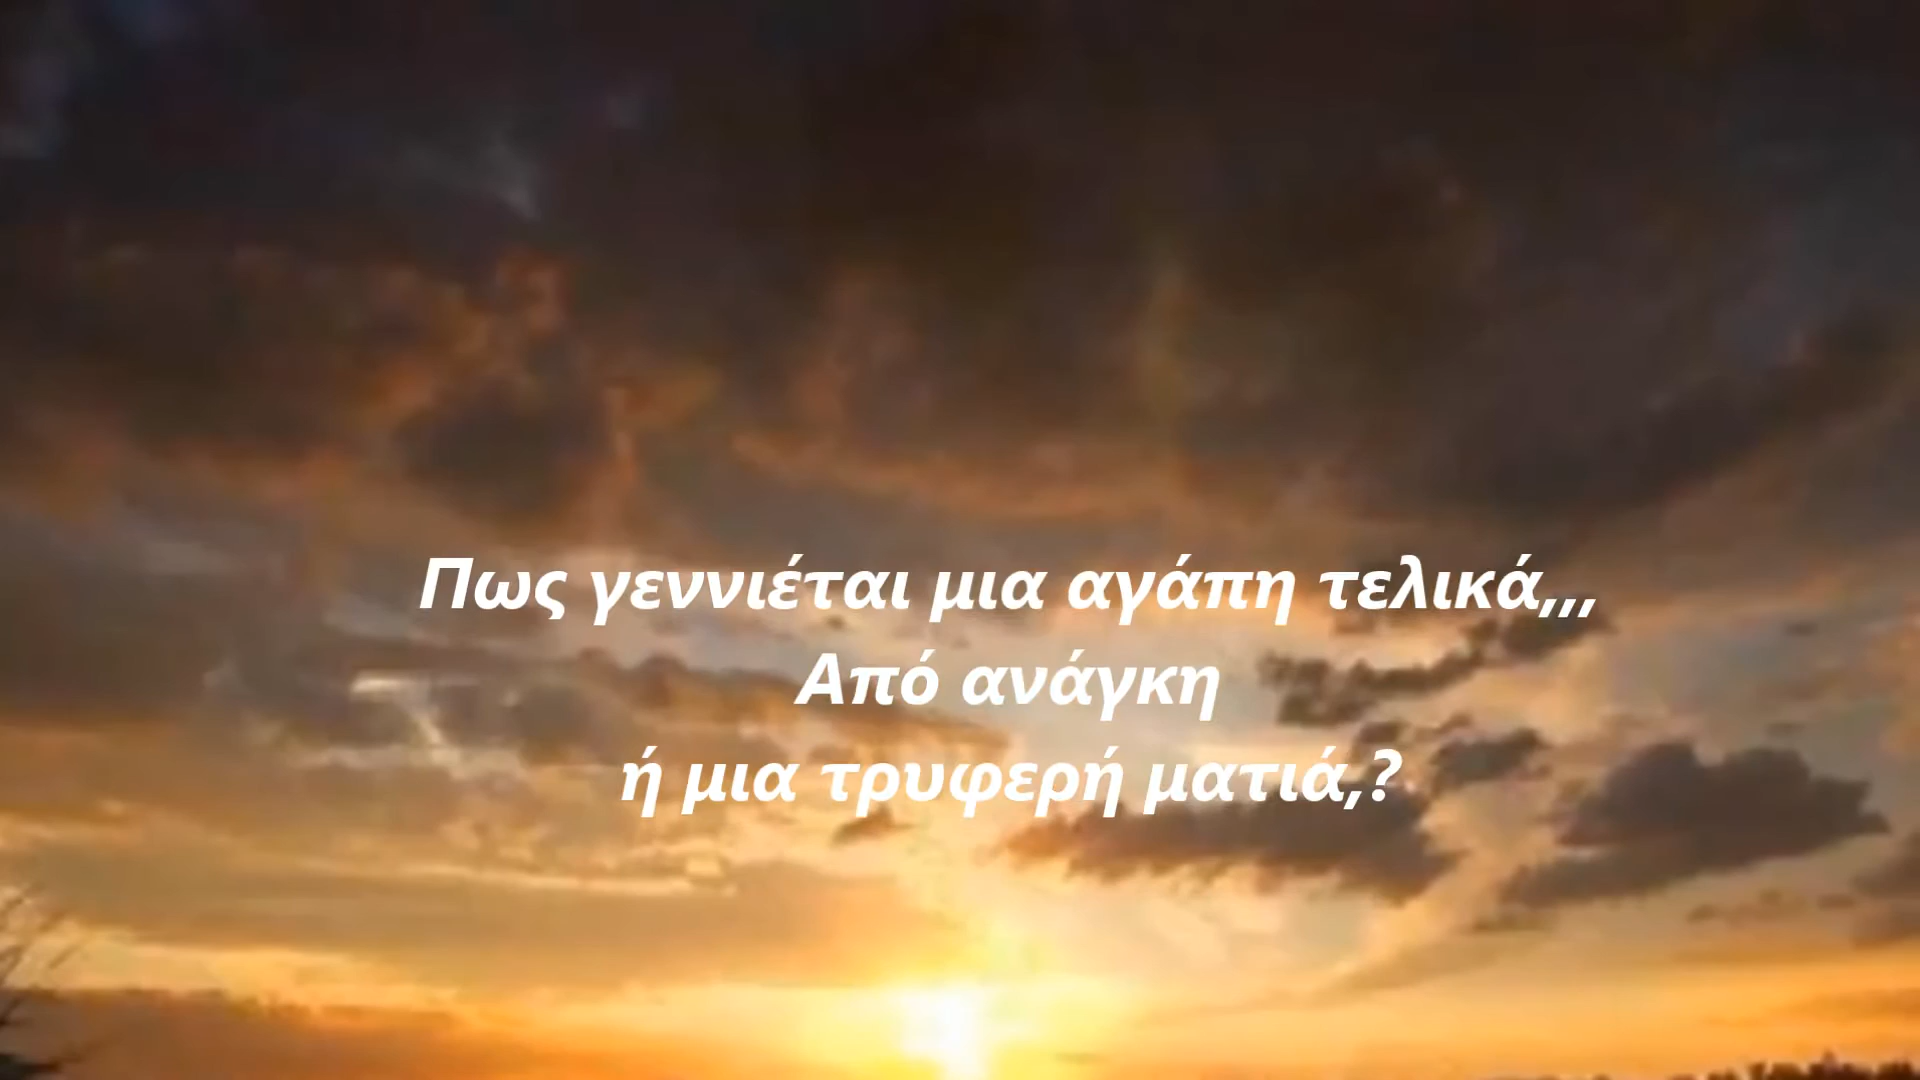 Πως γεννιέται μια αγάπη τελικά,,,
Από ανάγκη
ή μια τρυφερή ματιά,?